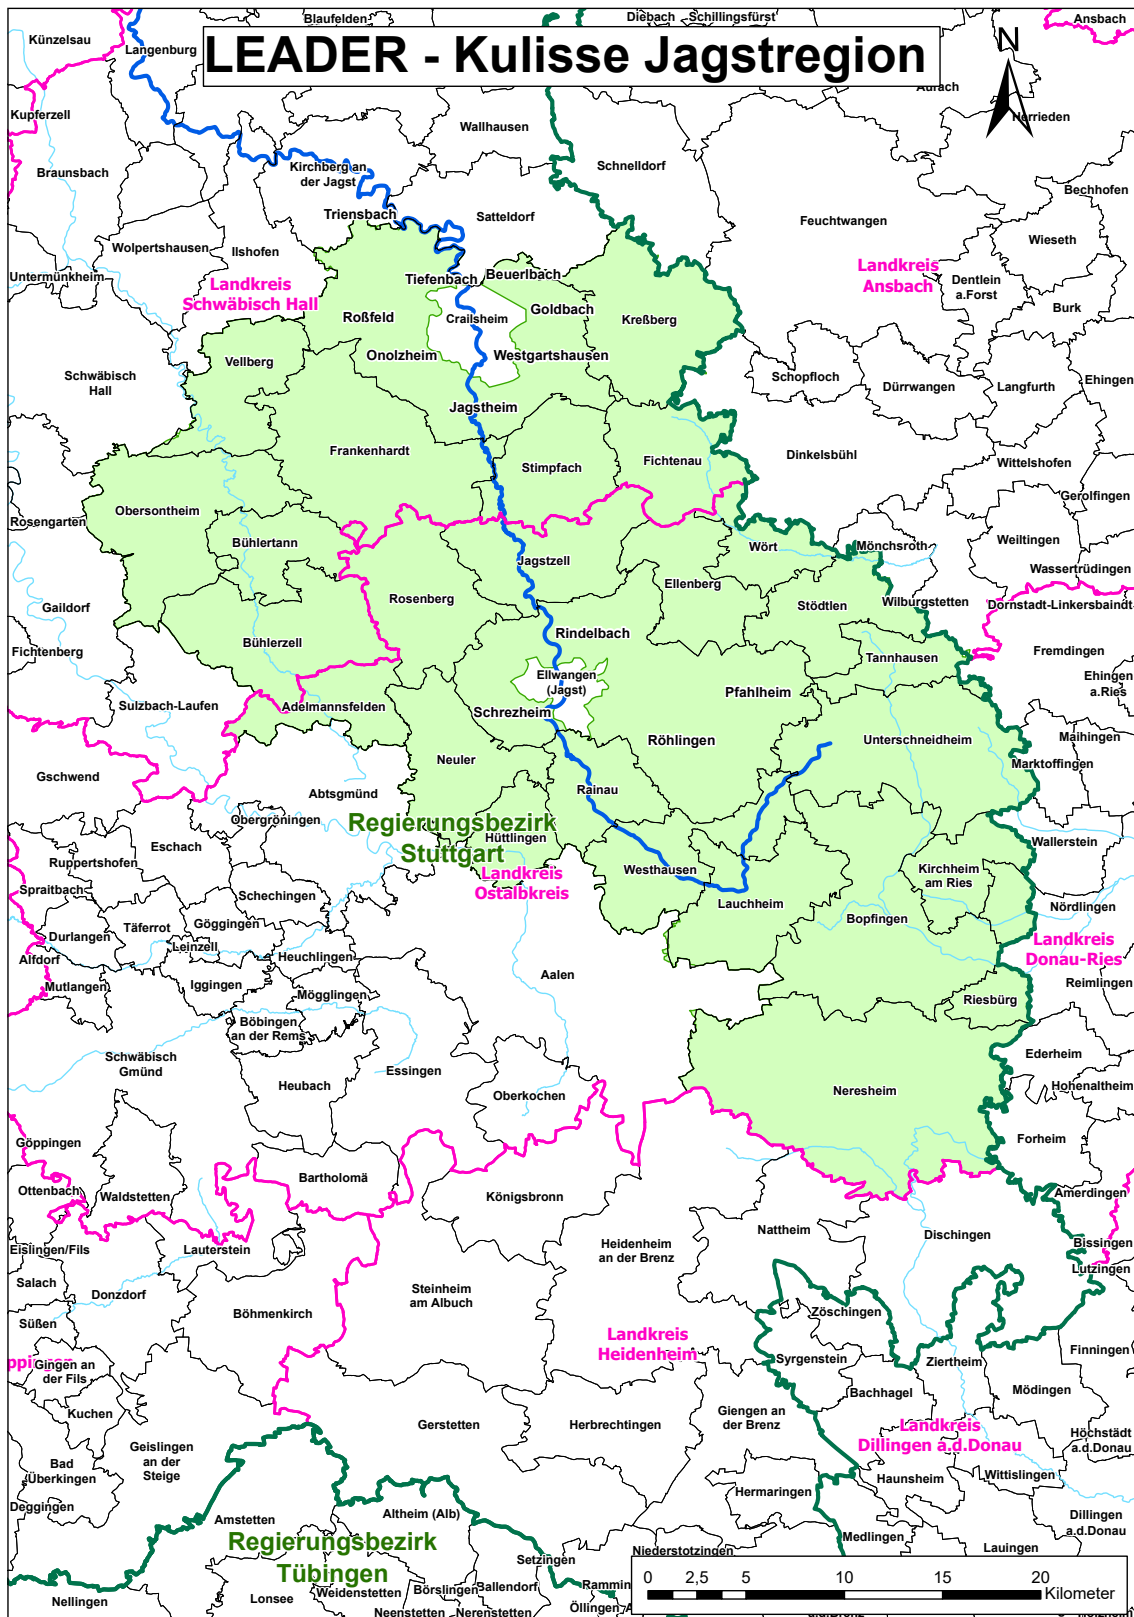 Blaufelden
Diebach
Schillingsfürst
Ansbach
Künzelsau
Langenburg
LEADER - Kulisse Jagstregion
N
Aurach
Herrieden
Kupferzell
Wallhausen
Braunsbach
Kirchberg an
der Jagst
Schnelldorf
Bechhofen
Triensbach
Satteldorf
Feuchtwangen
Wieseth
Wolpertshausen
Ilshofen
Untermünkheim
Landkreis
Schwäbisch Hall
Tiefenbach
Beuerlbach
Landkreis
Ansbach
Dentlein
a.Forst
Burk
Roßfeld
Crailsheim
Goldbach
Kreßberg
Onolzheim
Westgartshausen
Vellberg
Schwäbisch
Hall
Schopfloch
Dürrwangen
Langfurth
Ehingen
Jagstheim
Frankenhardt
Stimpfach
Fichtenau
Dinkelsbühl
Wittelshofen
Gerolfingen
Obersontheim
Rosengarten
Bühlertann
Jagstzell
Wört
Mönchsroth
Weiltingen
Wassertrüdingen
Ellenberg
Rosenberg
Stödtlen
Wilburgstetten
Dornstadt-Linkersbaindt
Gaildorf
Fichtenberg
Bühlerzell
Rindelbach
Tannhausen
Fremdingen
Ellwangen
(Jagst)
Ehingen
a.Ries
Pfahlheim
Sulzbach-Laufen
Adelmannsfelden
Schrezheim
Röhlingen
Unterschneidheim
Maihingen
Marktoffingen
Gschwend
Neuler
Abtsgmünd
Rainau
Obergröningen
Regierungsbezirk
Stuttgart
Hüttlingen
Eschach
Wallerstein
Ruppertshofen
Landkreis
Ostalbkreis
Westhausen
Kirchheim
am Ries
Spraitbach
Schechingen
Lauchheim
Nördlingen
Täferrot
Göggingen
Bopfingen
Durlangen
Leinzell
Landkreis
Donau-Ries
Alfdorf
Heuchlingen
Aalen
Mutlangen
Iggingen
Mögglingen
Riesbürg
Reimlingen
Böbingen
an der Rems
Schwäbisch
Gmünd
Ederheim
Essingen
Heubach
Oberkochen
Neresheim
Hohenaltheim
Göppingen
Forheim
Bartholomä
Ottenbach
Waldstetten
Königsbronn
Amerdingen
Nattheim
Dischingen
Eislingen/Fils
Lauterstein
Heidenheim
an der Brenz
Bissingen
Lutzingen
Salach
Donzdorf
Steinheim
am Albuch
Böhmenkirch
Zöschingen
Süßen
Landkreis
Heidenheim
Finningen
Gingen an
der Fils
Syrgenstein
Ziertheim
Bachhagel
Mödingen
Kuchen
Gerstetten
Herbrechtingen
Giengen an
der Brenz
Landkreis
Dillingen a.d.Donau
Höchstädt
a.d.Donau
Geislingen
an der
Steige
Bad
Überkingen
Haunsheim
Wittislingen
Hermaringen
Deggingen
Amstetten
Altheim (Alb)
Dillingen
a.d.Donau
Medlingen
Regierungsbezirk
Tübingen
Niederstotzingen
Lauingen
Setzingen
Rammin
Nellingen
Lonsee
Weidenstetten
Börslingen
Ballendorf
Öllingen
Neenstetten
Nerenstetten
0 2,5 5 10 15 20
Kilometer